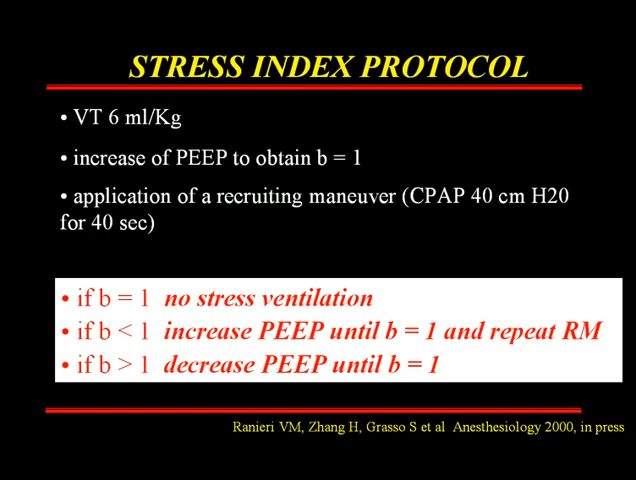 STRESS INDEX PROTOCOL
• VT 6 ml/Kg
• increase of PEEP to obtain b = 1
• application of a recruiting maneuver (CPAP 40 cm H20
for 40 sec)
• if b = 1 no stress ventilation
• if b < 1 increase PEEP until b = 1 and repeat RM
• if b > 1 decrease PEEP until b = 1
Ranieri VM, Zhang H, Grasso S et al Anesthesiology 2000, in press